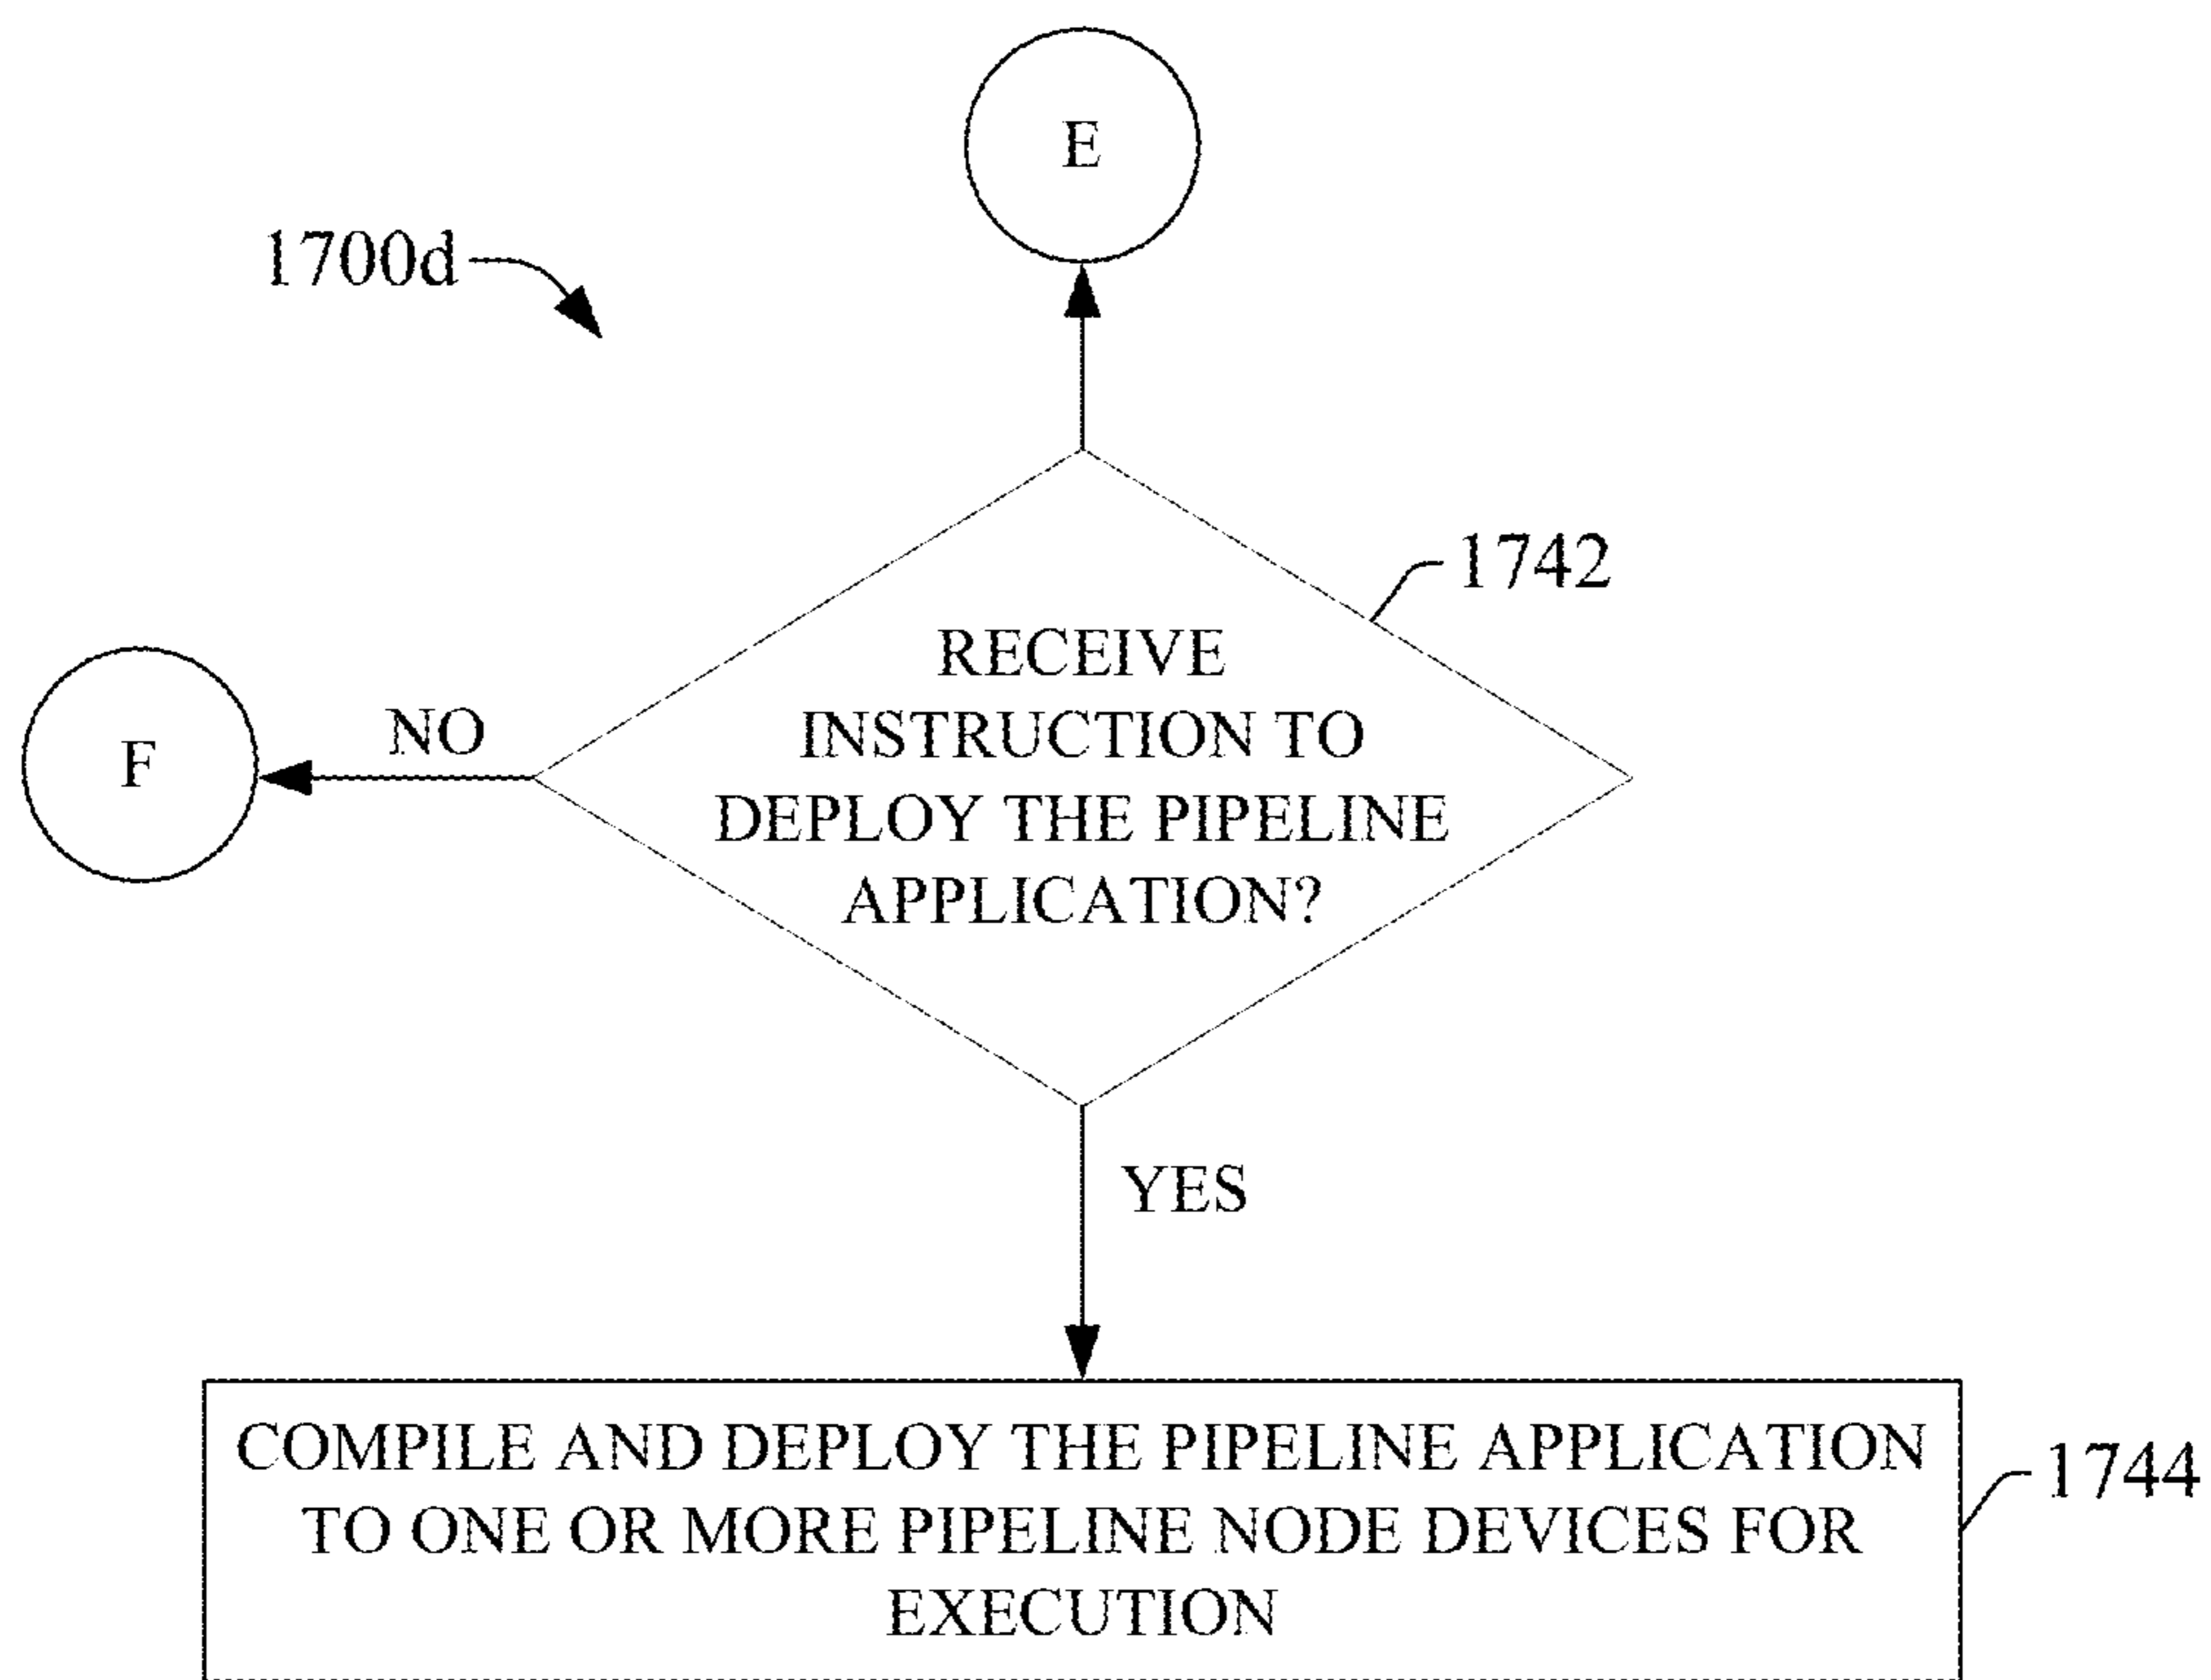 E
1700d
1742
RECEIVE
INSTRUCTION TO
DEPLOY THE PIPELINE
APPLICATION?
NO
F
YES
COMPILE AND DEPLOY THE PIPELINE APPLICATION
TO ONE OR MORE PIPELINE NODE DEVICES FOR
EXECUTION
1744